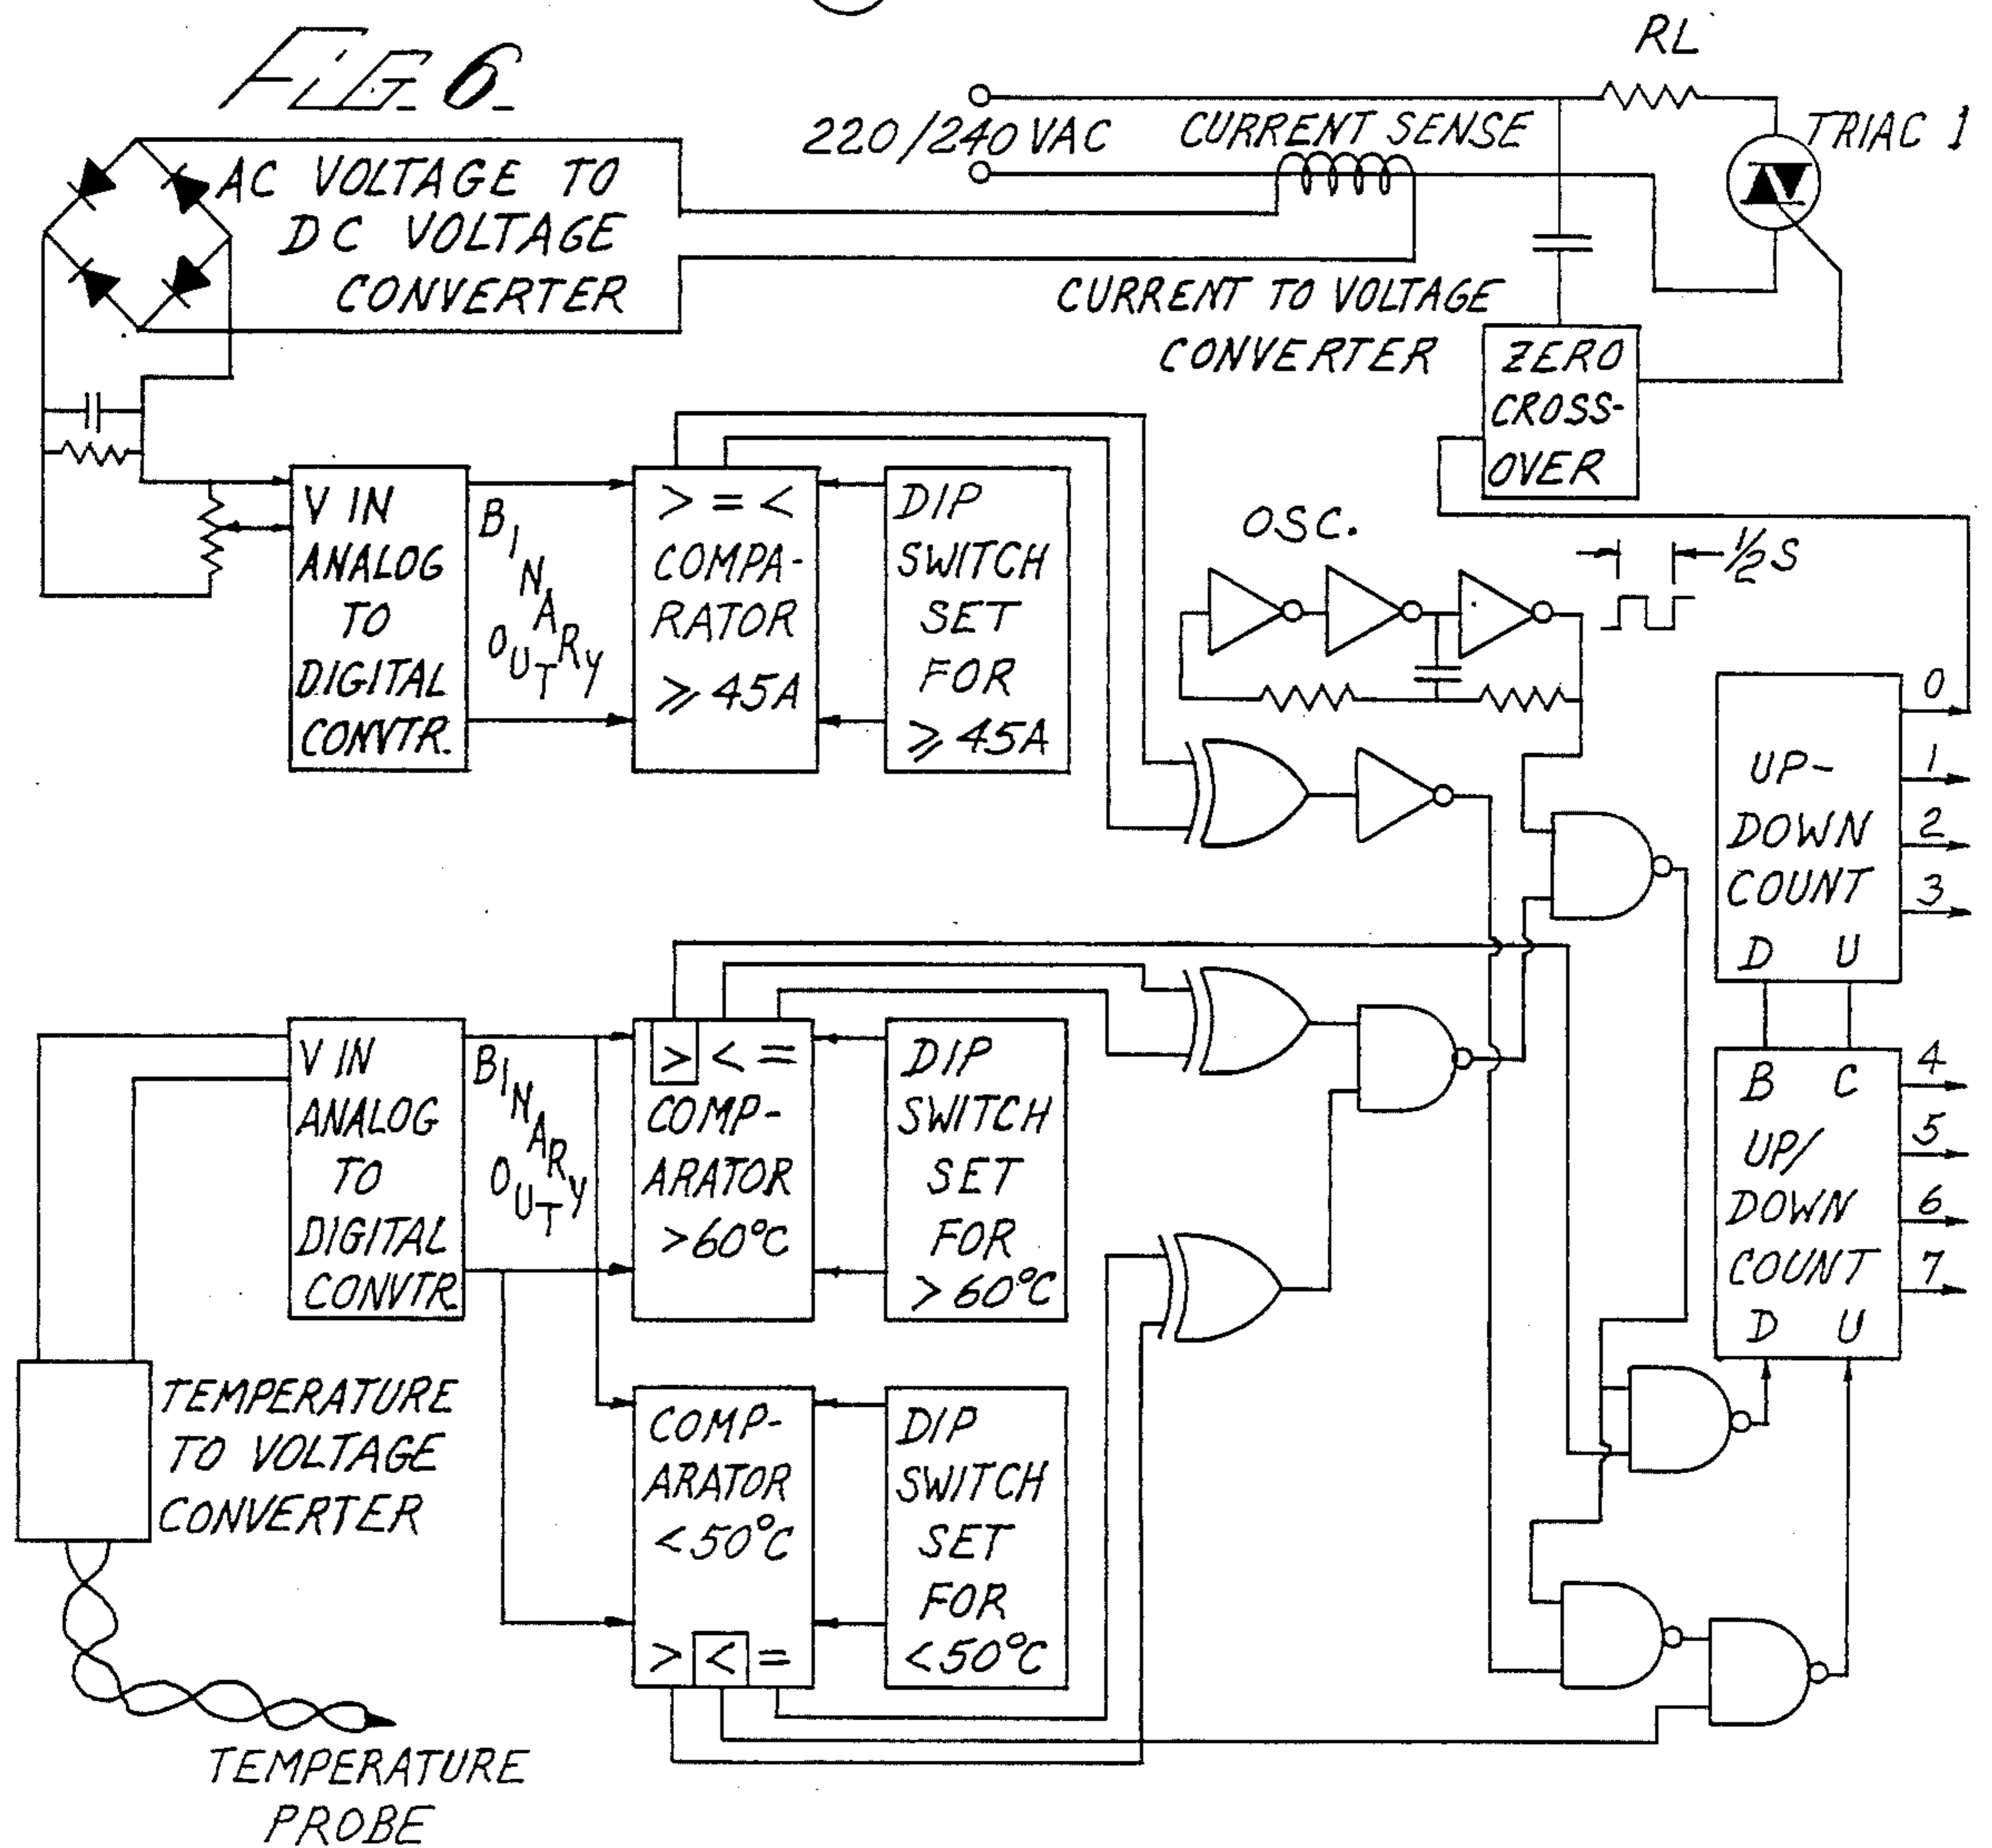 FIG. 6
RL
220/240 VAC
CURRENT SENSE
TRIAC 1
AC VOLTAGE TO
DC VOLTAGE
CONVERTER
CURRENT TO VOLTAGE
CONVERTER
ZERO
CROSS-
OVER
V IN
ANALOG
TO
DIGITAL
CONVTR.
BINARY
OUT
> = <
COMPA-
RATOR
≥ 45A
DIP
SWITCH
SET
FOR
≥ 45A
OSC.
1/2 S
UP-
DOWN
COUNT
D U
0
1
2
3
V IN
ANALOG
TO
DIGITAL
CONVTR.
BINARY
OUT
> < =
COMP-
ARATOR
>60°C
DIP
SWITCH
SET
FOR
>60°C
B C
UP/
DOWN
COUNT
D U
4
5
6
7
TEMPERATURE
TO VOLTAGE
CONVERTER
COMP-
ARATOR
<50°C
> < =
DIP
SWITCH
SET
FOR
<50°C
TEMPERATURE
PROBE